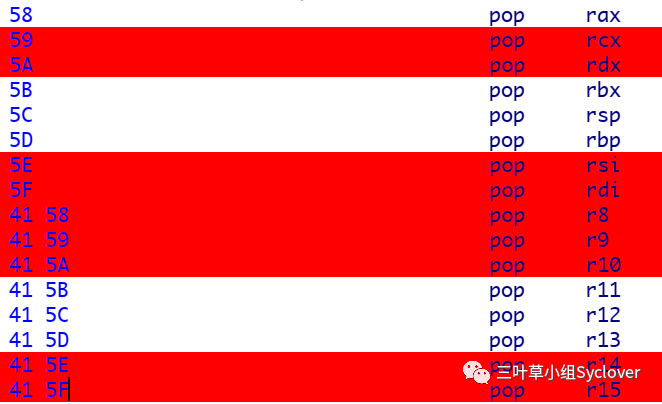 58 pop rax
59 pop rcx
5A pop rdx
5B pop rbx
5C pop rsp
5D pop rbp
5E pop rsi
5F pop rdi
41 58 pop r8
41 59 pop r9
41 5A pop r10
41 5B pop r11
41 5C pop r12
41 5D pop r13
41 5E pop r14
三叶草小组Syclover
41 5F pop r15